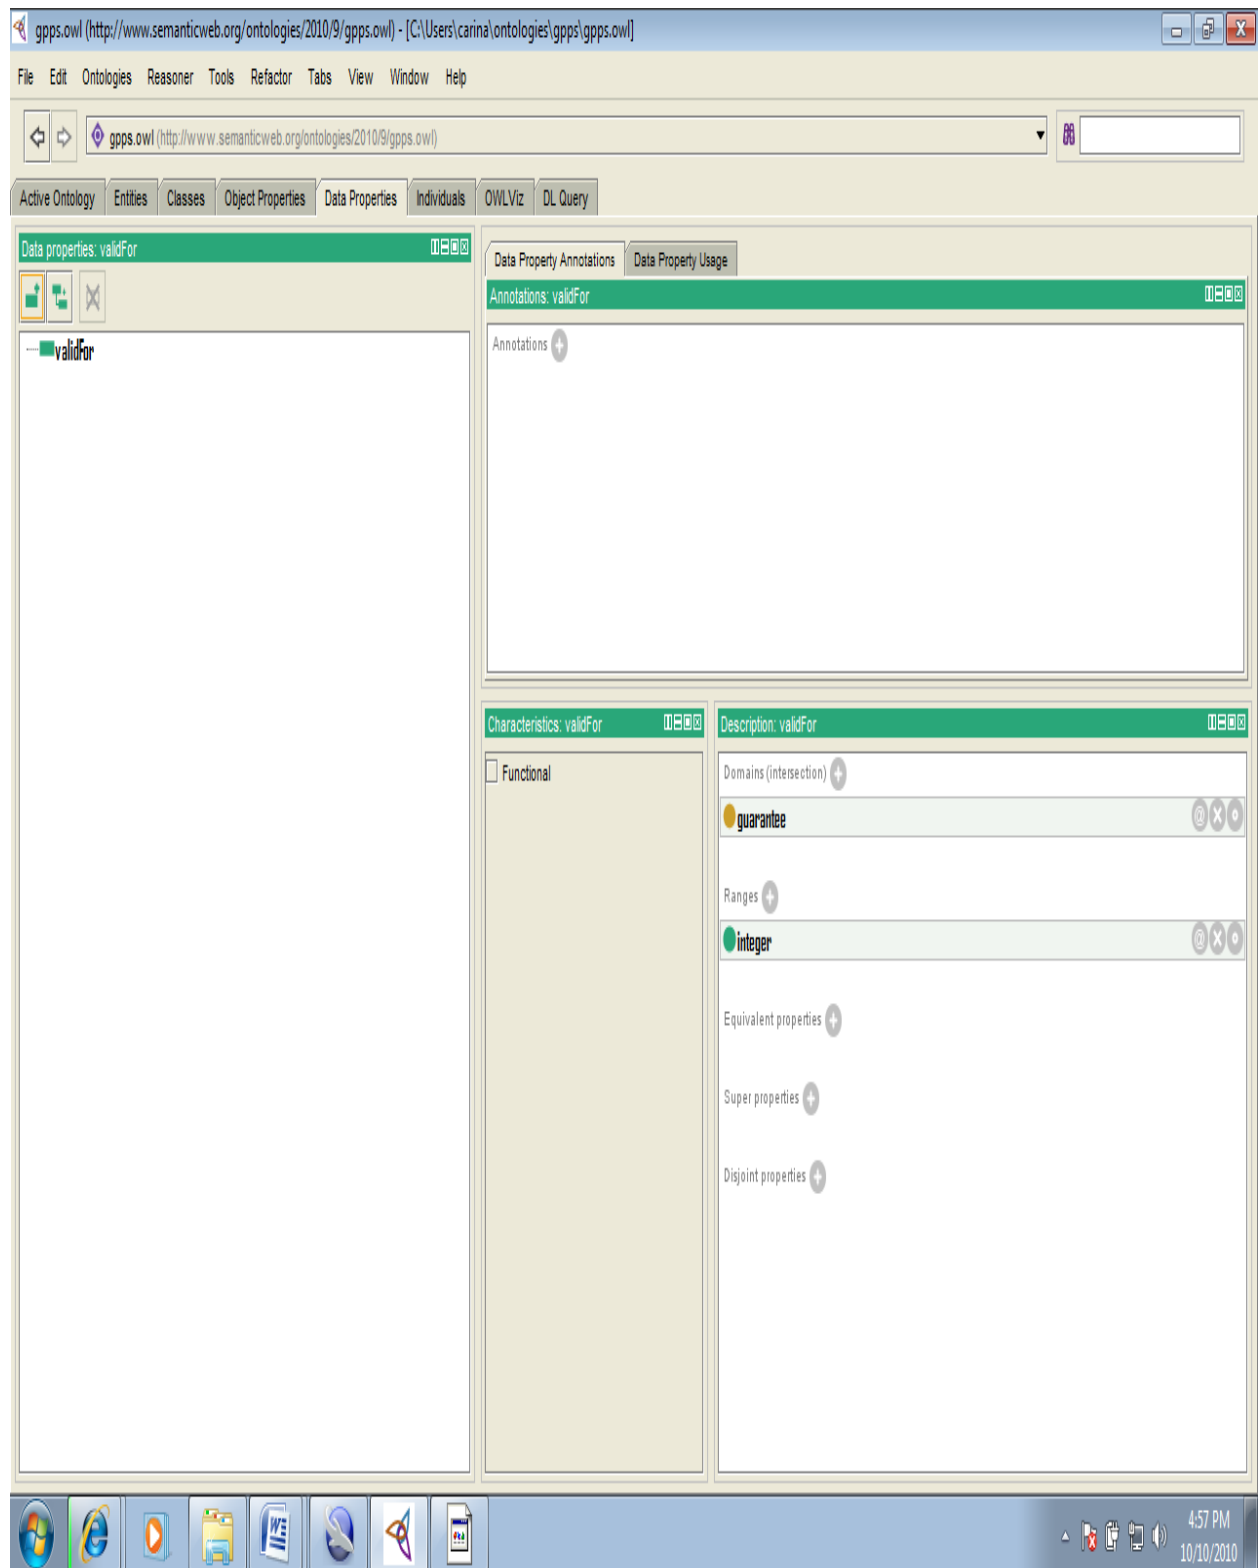 gpps.owl (http://www.semanticweb.org/ontologies/2010/9/gpps.owl) - [C:\Users\carina\ontologies\gpps\gpps.owl]
File Edit Ontologies Reasoner Tools Refactor Tabs View Window Help
gpps.owl (http://www.semanticweb.org/ontologies/2010/9/gpps.owl)
Active Ontology Entities Classes Object Properties Data Properties Individuals OWLViz DL Query
Data properties: validFor
validFor
Data Property Annotations Data Property Usage
Annotations: validFor
Annotations
Characteristics: validFor
Functional
Description: validFor
Domains (intersection)
guarantee
Ranges
integer
Equivalent properties
Super properties
Disjoint properties
4:57 PM
10/10/2010